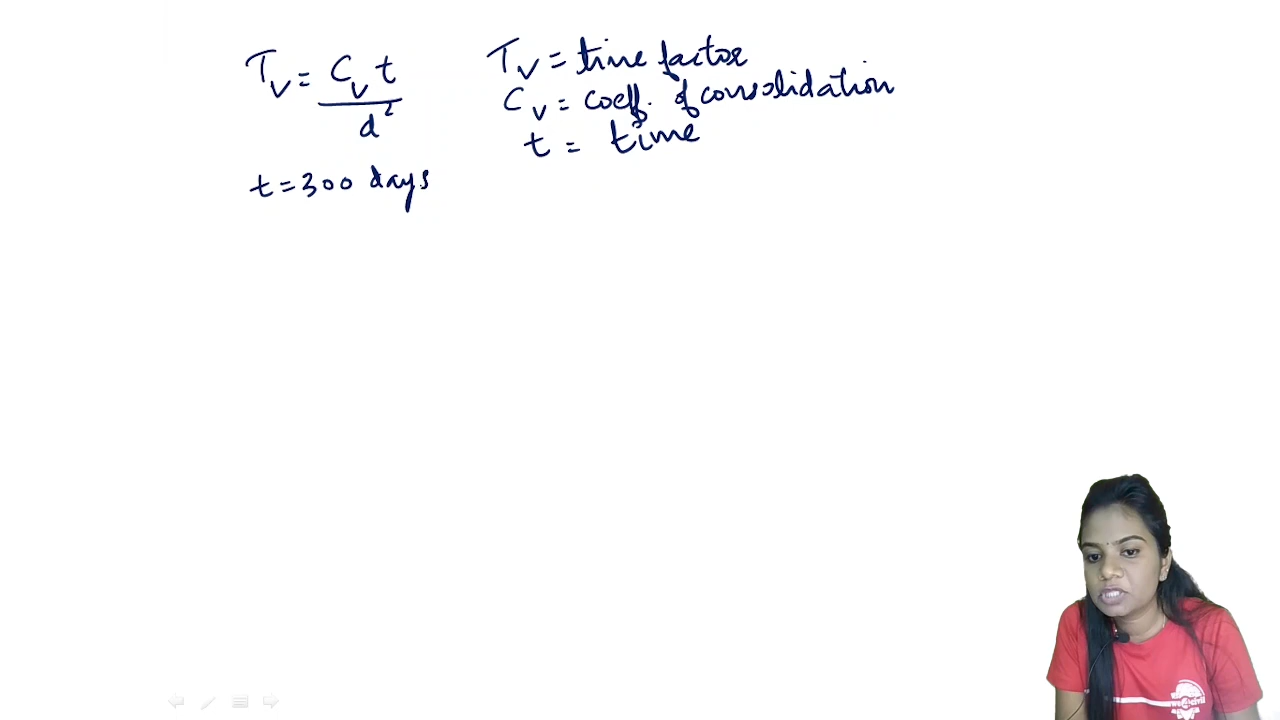 Tv = Cv t / d²
Tv = time factor
Cv = coeff. of consolidation
t = time
t = 300 days